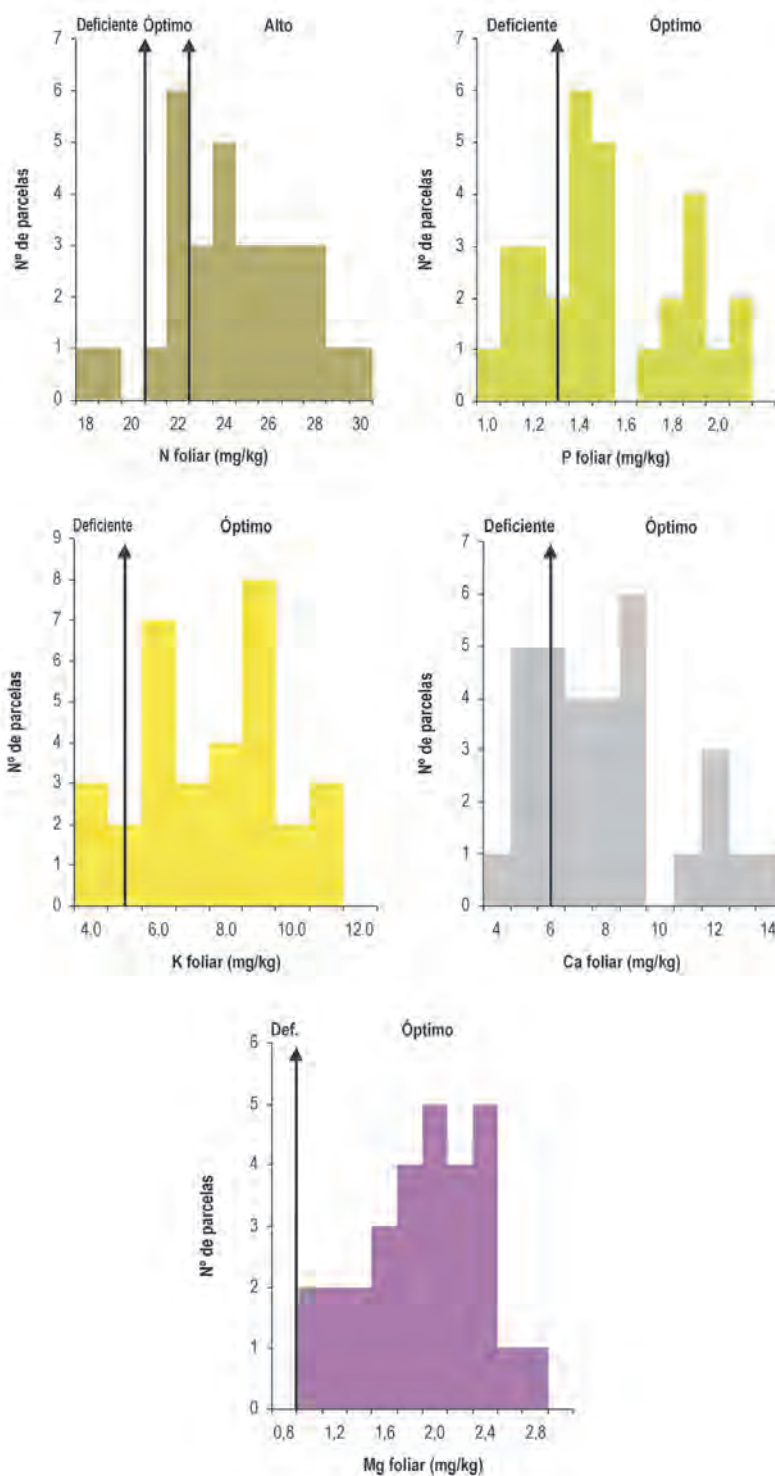 Deficiente Óptimo Alto
7
6
5
4
3
2
1
0
Nº de parcelas
18 20 22 24 26 28 30
N foliar (mg/kg)
Deficiente Óptimo
7
6
5
4
3
2
1
0
Nº de parcelas
1,0 1,2 1,4 1,6 1,8 2,0
P foliar (mg/kg)
Deficiente Óptimo
9
8
7
6
5
4
3
2
1
0
Nº de parcelas
4.0 6.0 8.0 10.0 12.0
K foliar (mg/kg)
Deficiente Óptimo
7
6
5
4
3
2
1
0
Nº de parcelas
4 6 8 10 12 14
Ca foliar (mg/kg)
Def. Óptimo
6
5
4
3
2
1
0
Nº de parcelas
0,8 1,2 1,6 2,0 2,4 2,8
Mg foliar (mg/kg)